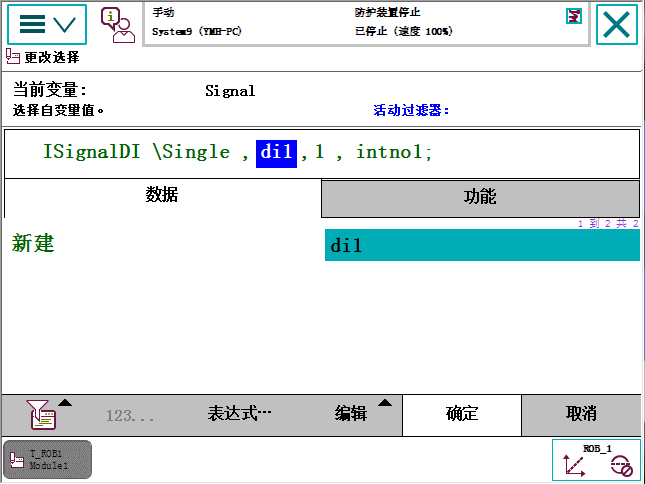 手动
System9 (YMH-PC)
防护装置停止
已停止 (速度 100%)
更改选择
当前变量:
Signal
选择自变量值。
活动过滤器:
ISignalDI \Single , di1 , 1 , intno1;
数据
功能
1 到 2 共 2
新建
di1
123...
表达式…
编辑
确定
取消
T_ROB1
Module1
ROB_1